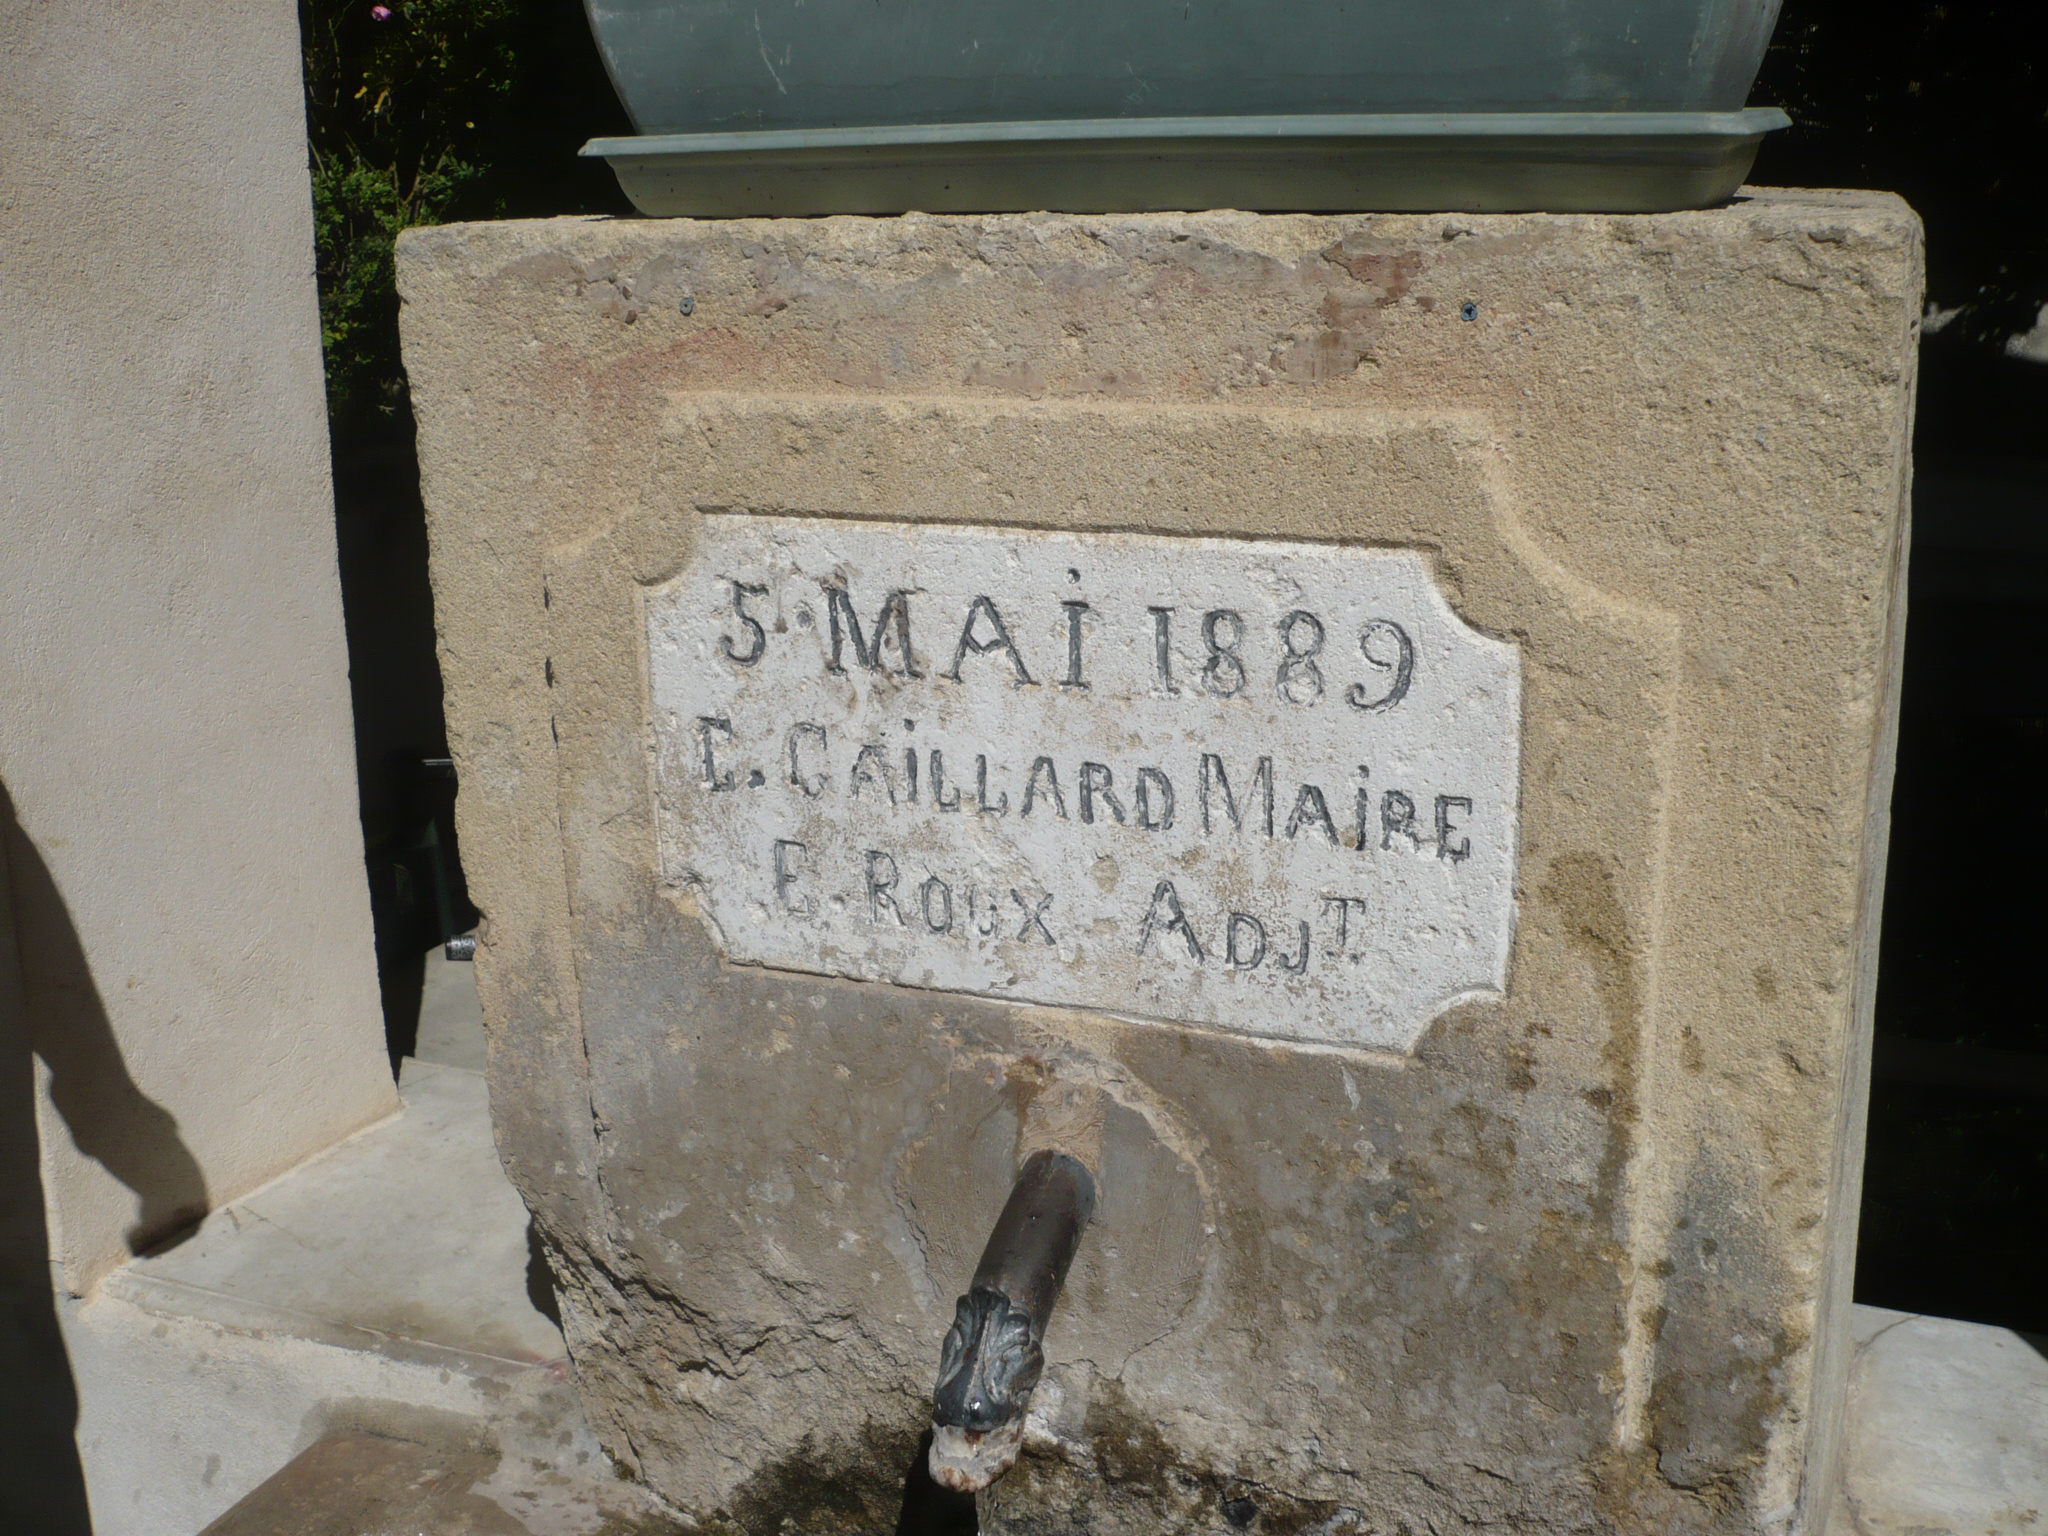 5 · MAi 1889
C. CAiLLARD MAiRE
E. ROUX ADJT